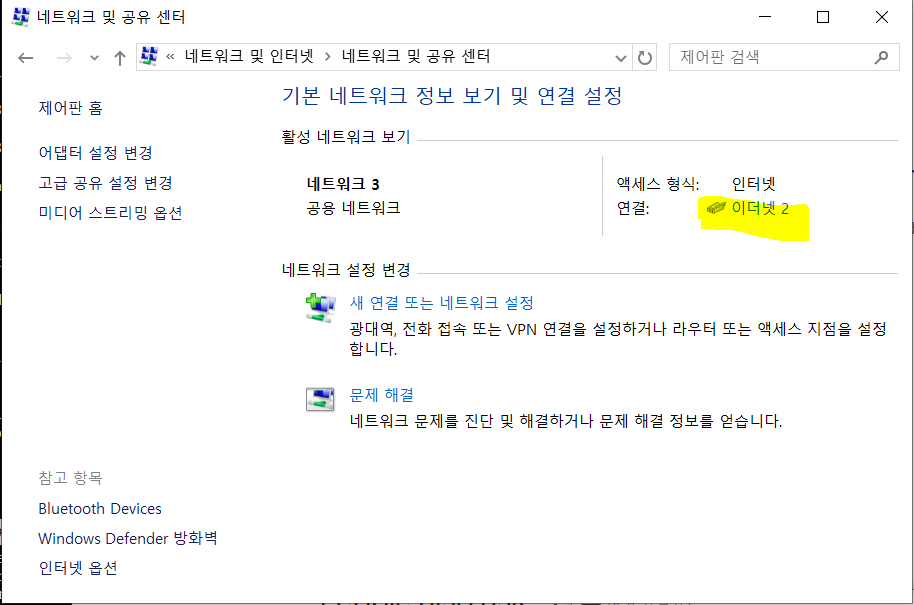 네트워크 및 공유 센터
« 네트워크 및 인터넷 › 네트워크 및 공유 센터
제어판 검색
제어판 홈
어댑터 설정 변경
고급 공유 설정 변경
미디어 스트리밍 옵션
기본 네트워크 정보 보기 및 연결 설정
활성 네트워크 보기
네트워크 3
공용 네트워크
액세스 형식: 인터넷
연결: 이더넷 2
네트워크 설정 변경
새 연결 또는 네트워크 설정
광대역, 전화 접속 또는 VPN 연결을 설정하거나 라우터 또는 액세스 지점을 설정
합니다.
문제 해결
네트워크 문제를 진단 및 해결하거나 문제 해결 정보를 얻습니다.
참고 항목
Bluetooth Devices
Windows Defender 방화벽
인터넷 옵션